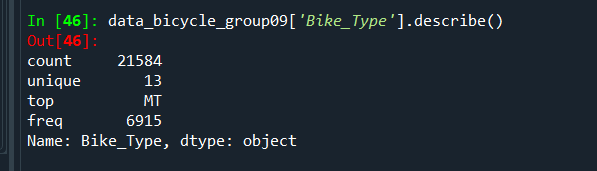 In [46]: data_bicycle_group09['Bike_Type'].describe()
Out[46]:
count     21584
unique       13
top          MT
freq       6915
Name: Bike_Type, dtype: object